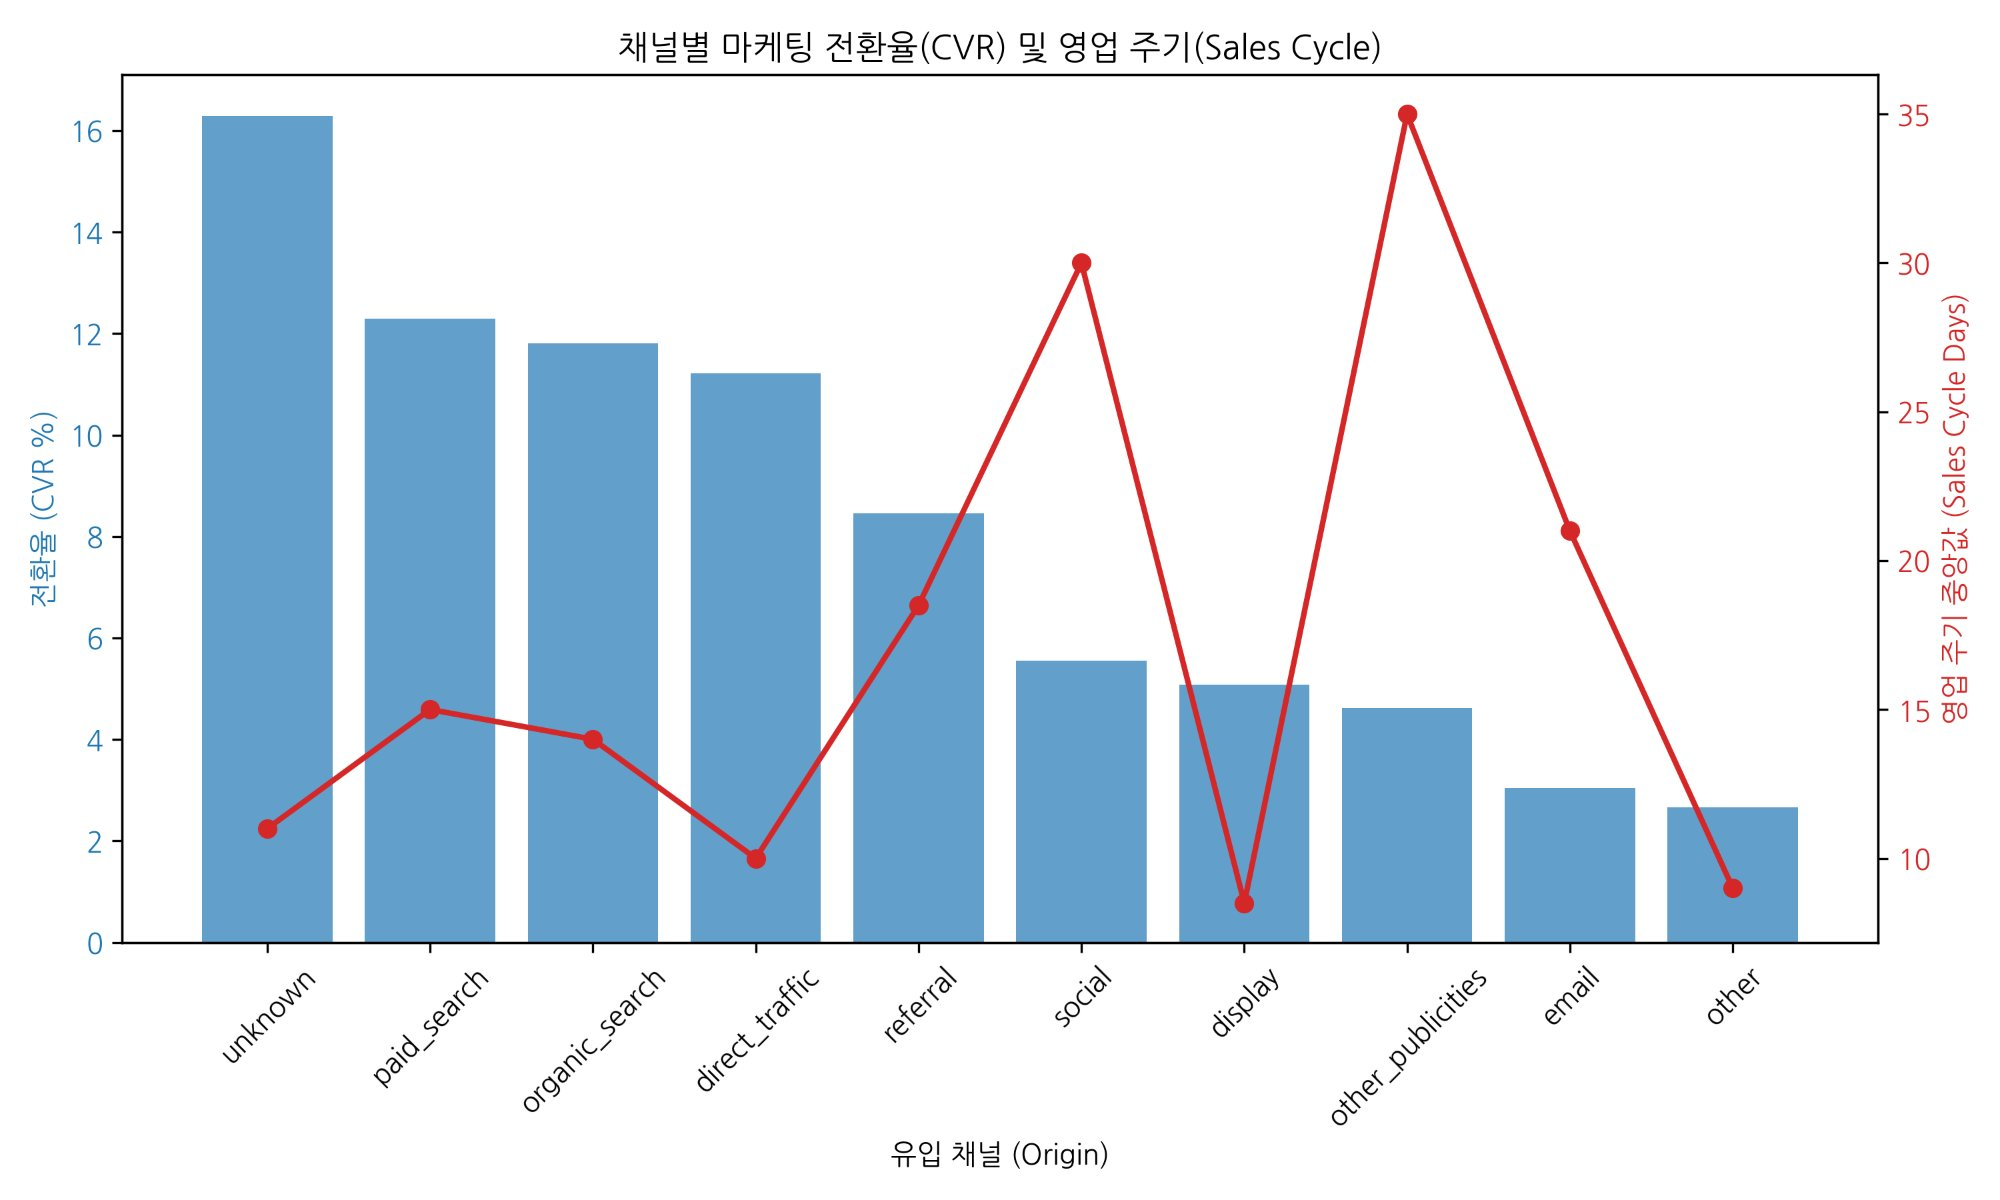 채널별 마케팅 전환율(CVR) 및 영업 주기(Sales Cycle)
전환율 (CVR %)
16
14
12
10
8
6
4
2
0
35
30
25
20
15
10
영업 주기 중앙값 (Sales Cycle Days)
unknown
paid_search
organic_search
direct_traffic
referral
social
display
other_publicities
email
other
유입 채널 (Origin)